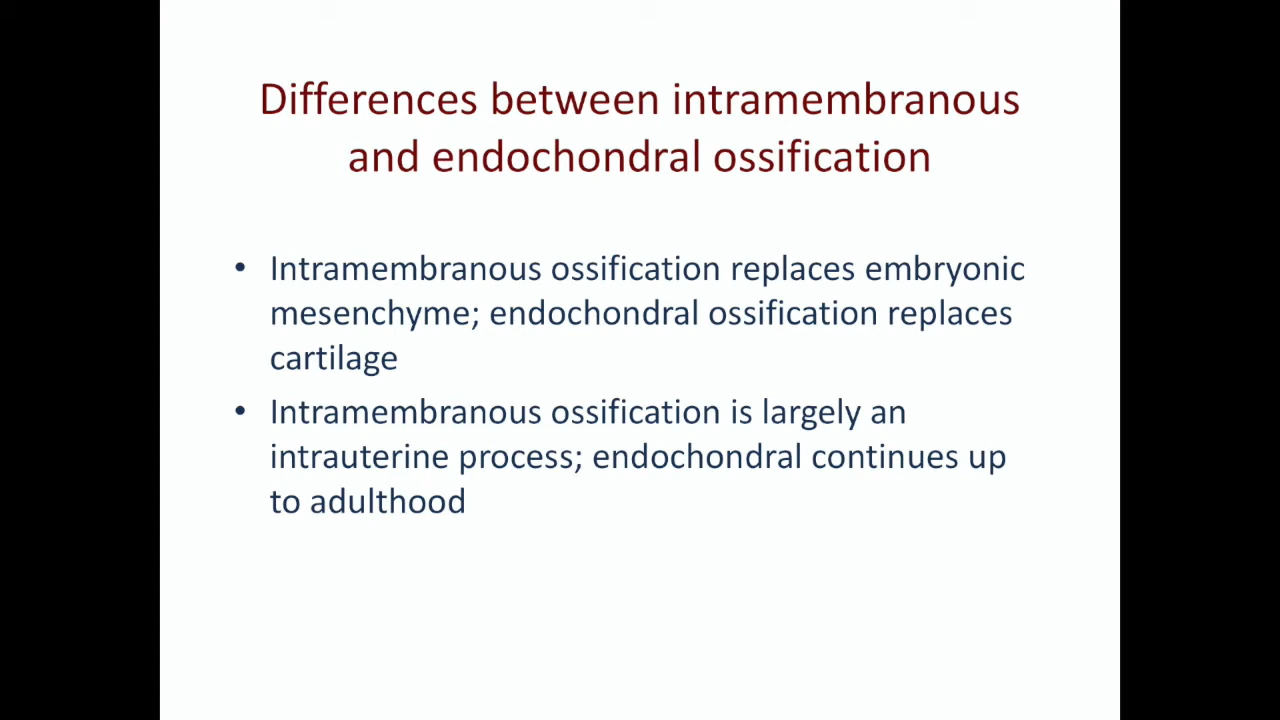 Differences between intramembranous
and endochondral ossification
• Intramembranous ossification replaces embryonic
mesenchyme; endochondral ossification replaces
cartilage
• Intramembranous ossification is largely an
intrauterine process; endochondral continues up
to adulthood